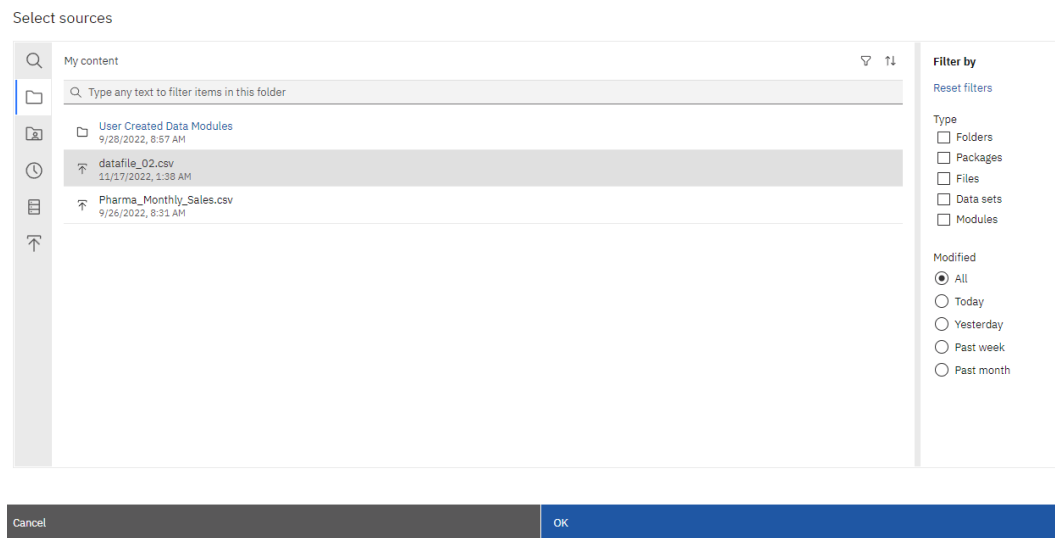 Select sources
My content
Type any text to filter items in this folder
User Created Data Modules
9/28/2022, 8:57 AM
datafile_02.csv
11/17/2022, 1:38 AM
Pharma_Monthly_Sales.csv
9/26/2022, 8:31 AM
Filter by
Reset filters
Type
Folders
Packages
Files
Data sets
Modules
Modified
All
Today
Yesterday
Past week
Past month
Cancel
OK